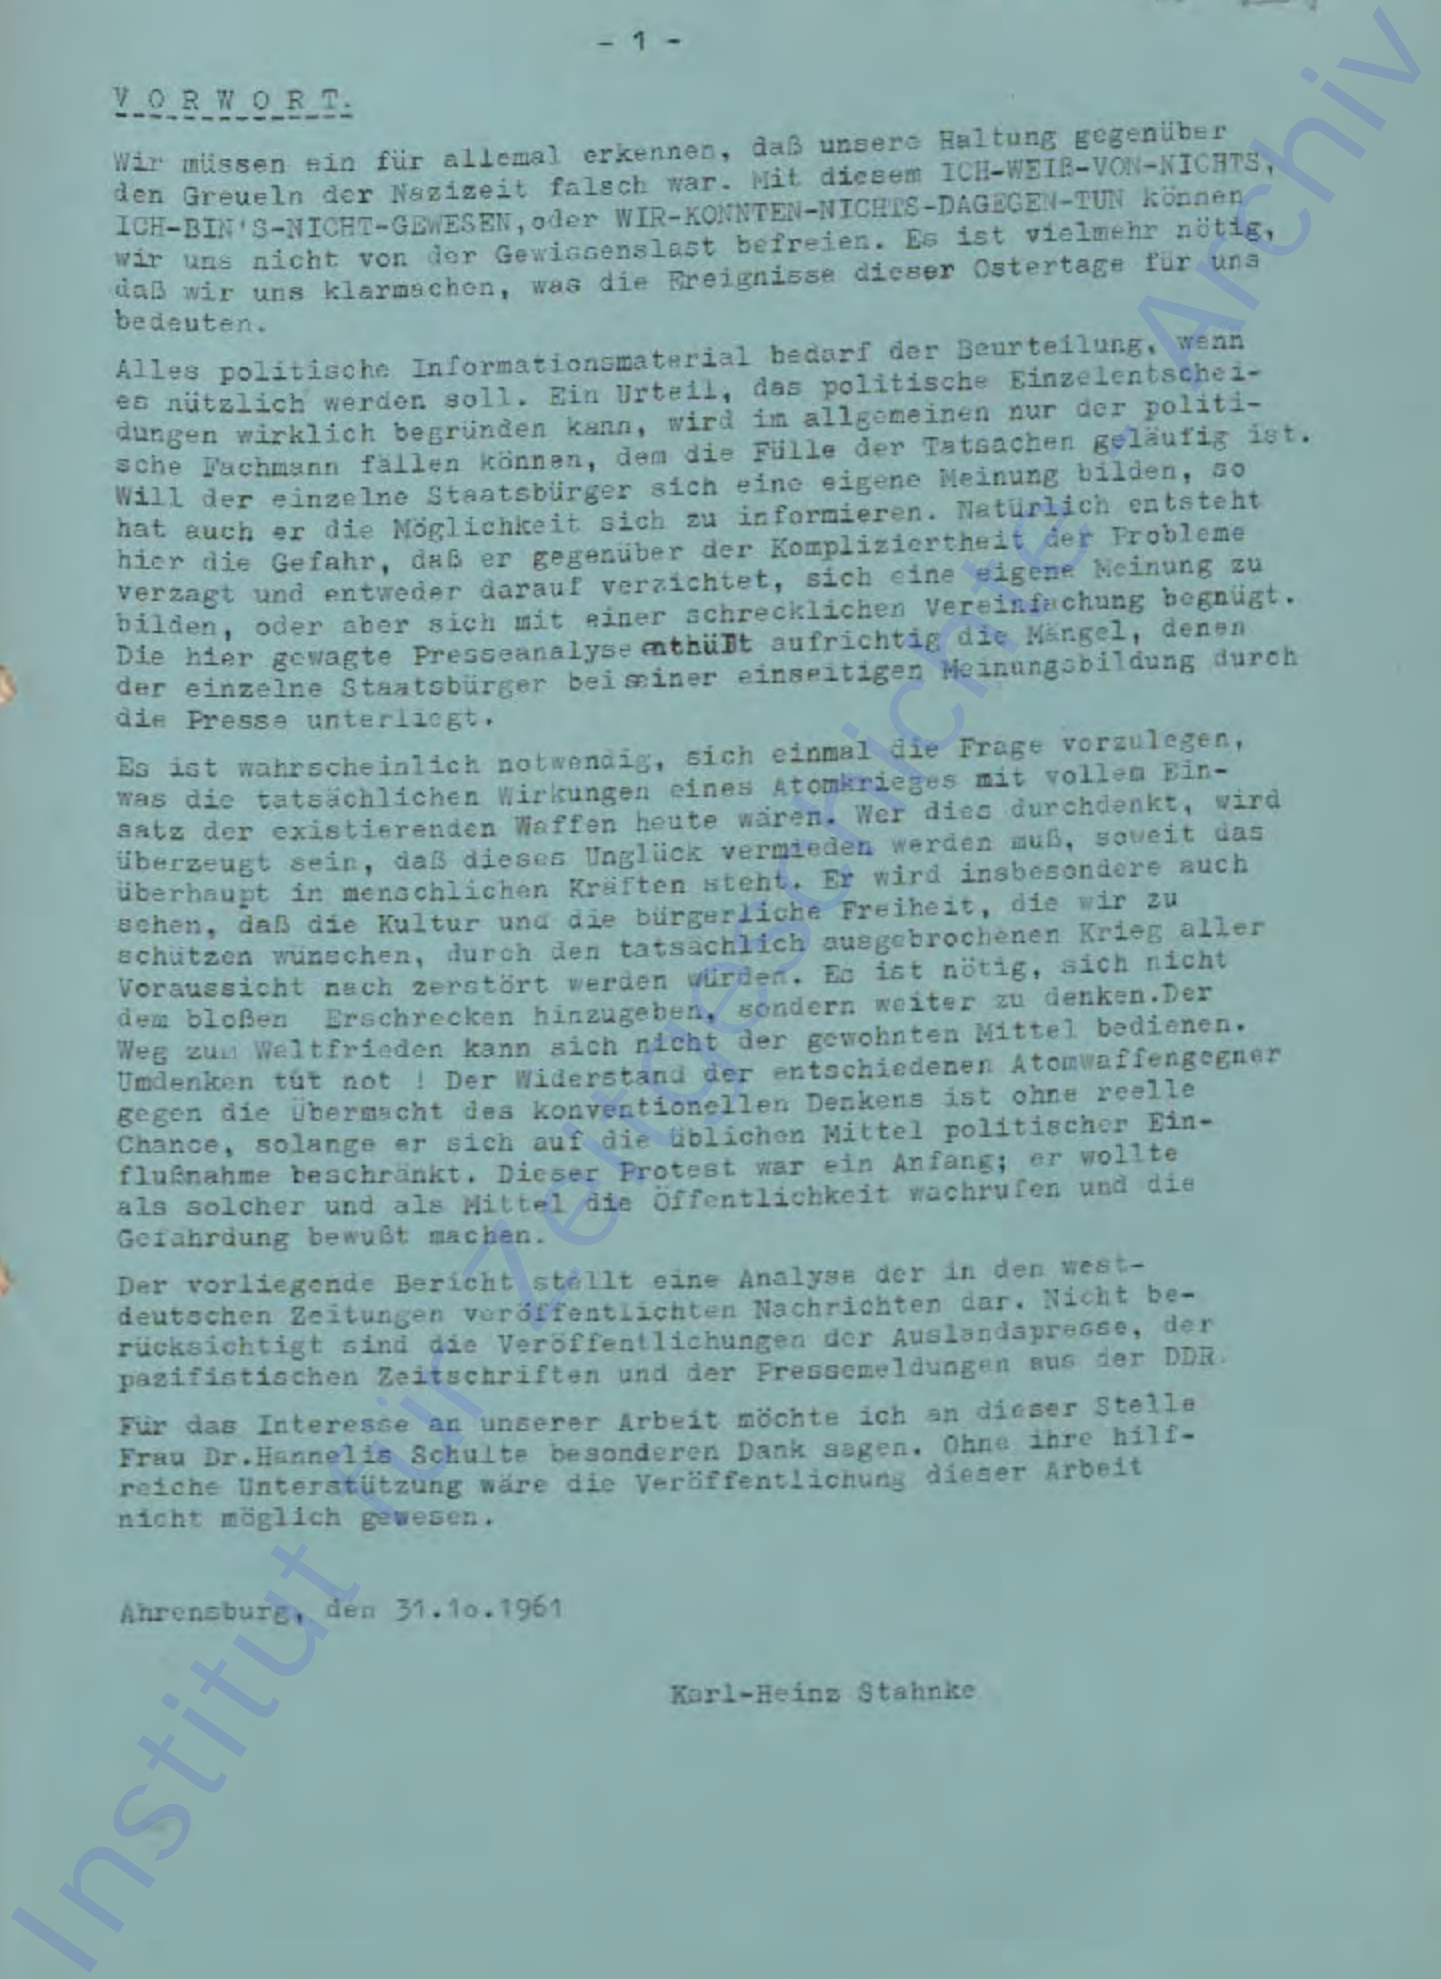 - 1 -
V O R W O R T.
Wir müssen ein für allemal erkennen, daß unsere Haltung gegenüber
den Greueln der Nazizeit falsch war. Mit diesem ICH-WEIß-VON-NICHTS,
ICH-BIN'S-NICHT-GEWESEN,oder WIR-KONNTEN-NICHTS-DAGEGEN-TUN können
wir uns nicht von der Gewissenslast befreien. Es ist vielmehr nötig,
daß wir uns klarmachen, was die Ereignisse dieser Ostertage für uns
bedeuten.
Alles politische Informationsmaterial bedarf der Beurteilung, wenn
es nützlich werden soll. Ein Urteil, das politische Einzelentschei-
dungen wirklich begründen kann, wird im allgemeinen nur der politi-
sche Fachmann fällen können, dem die Fülle der Tatsachen geläufig ist.
Will der einzelne Staatsbürger sich eine eigene Meinung bilden, so
hat auch er die Möglichkeit sich zu informieren. Natürlich entsteht
hier die Gefahr, daß er gegenüber der Kompliziertheit der Probleme
verzagt und entweder darauf verzichtet, sich eine eigene Meinung zu
bilden, oder aber sich mit einer schrecklichen Vereinfachung begnügt.
Die hier gewagte Presseanalyse enthüllt aufrichtig die Mängel, denen
der einzelne Staatsbürger bei seiner einseitigen Meinungsbildung durch
die Presse unterliegt.
Es ist wahrscheinlich notwendig, sich einmal die Frage vorzulegen,
was die tatsächlichen Wirkungen eines Atomkrieges mit vollem Ein-
satz der existierenden Waffen heute wären. Wer dies durchdenkt, wird
überzeugt sein, daß dieses Unglück vermieden werden muß, soweit das
überhaupt in menschlichen Kräften steht. Er wird insbesondere auch
sehen, daß die Kultur und die bürgerliche Freiheit, die wir zu
schützen wünschen, durch den tatsächlich ausgebrochenen Krieg aller
Voraussicht nach zerstört werden würden. Es ist nötig, sich nicht
dem bloßen Erschrecken hinzugeben, sondern weiter zu denken.Der
Weg zum Weltfrieden kann sich nicht der gewohnten Mittel bedienen.
Umdenken tut not ! Der Widerstand der entschiedenen Atomwaffengegner
gegen die Übermacht des konventionellen Denkens ist ohne reelle
Chance, solange er sich auf die üblichen Mittel politischer Ein-
flußnahme beschränkt. Dieser Protest war ein Anfang; er wollte
als solcher und als Mittel die Öffentlichkeit wachrufen und die
Gefährdung bewußt machen.
Der vorliegende Bericht stellt eine Analyse der in den west-
deutschen Zeitungen veröffentlichten Nachrichten dar. Nicht be-
rücksichtigt sind die Veröffentlichungen der Auslandspresse, der
pazifistischen Zeitschriften und der Pressemeldungen aus der DDR.
Für das Interesse an unserer Arbeit möchte ich an dieser Stelle
Frau Dr.Hannelis Schulte besonderen Dank sagen. Ohne ihre hilf-
reiche Unterstützung wäre die Veröffentlichung dieser Arbeit
nicht möglich gewesen.
Ahrensburg, den 31.1o.1961
Karl-Heinz Stahnke
Institut für Zeitgeschichte - Archiv